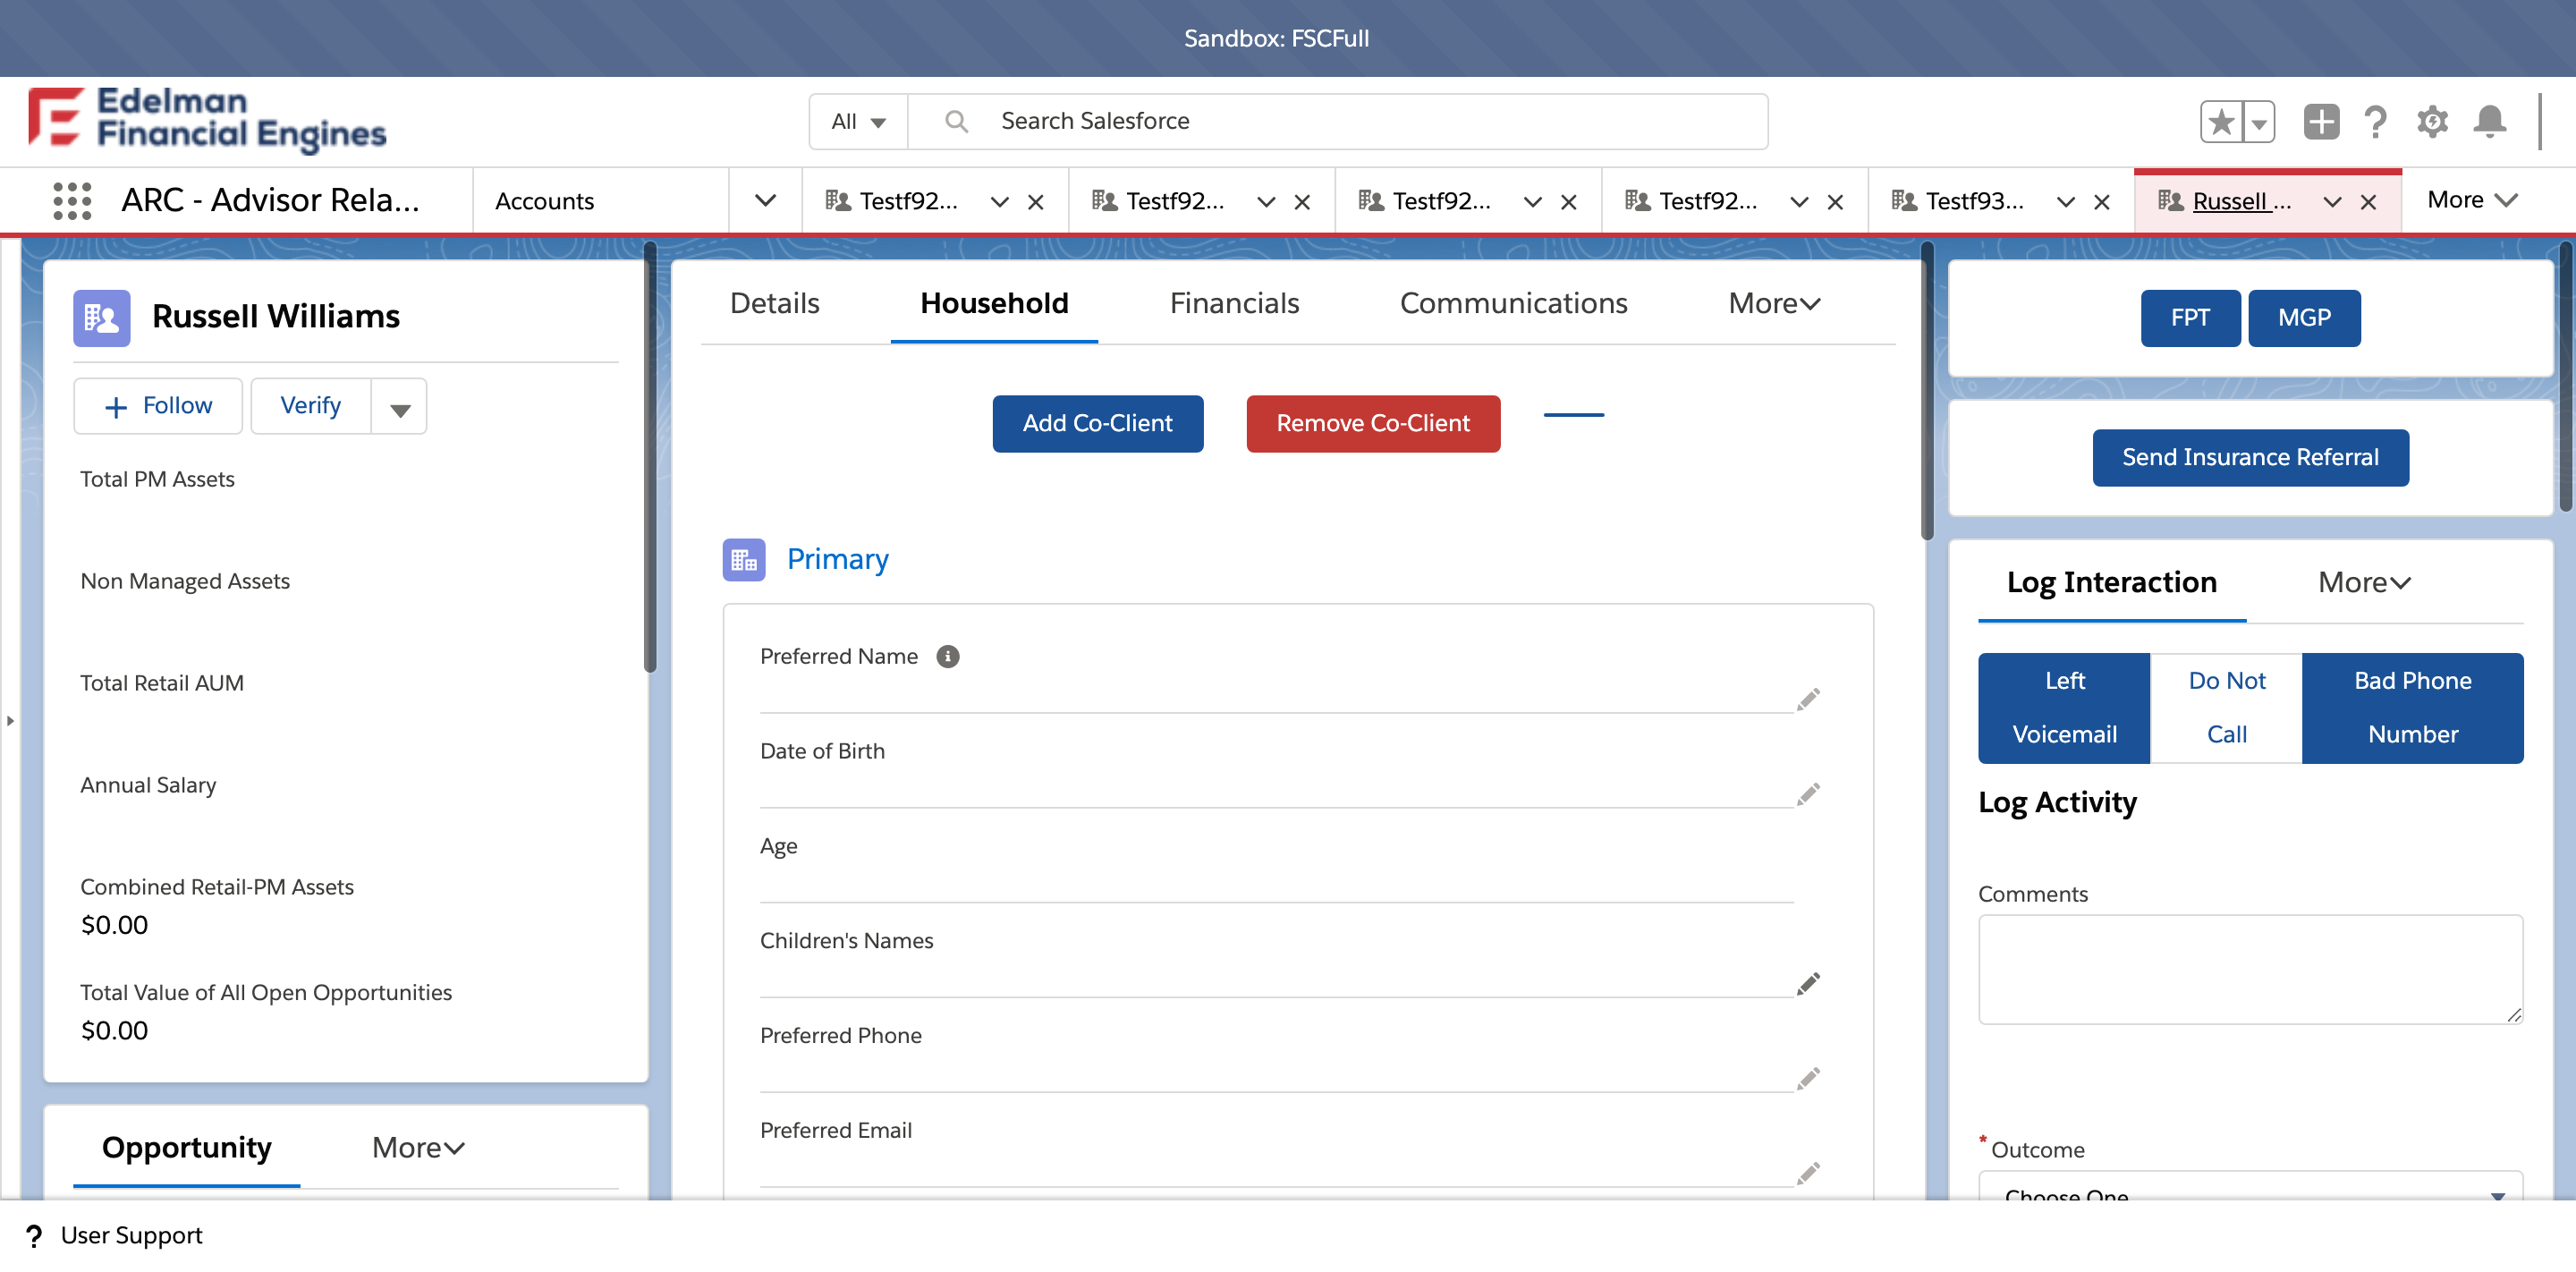 Sandbox: FSCFull
Edelman
Financial Engines
All
Search Salesforce
ARC - Advisor Rela...
Accounts
Testf92...
Testf92...
Testf92...
Testf92...
Testf93...
Russell ...
More
Russell Williams
Follow
Verify
Total PM Assets
Non Managed Assets
Total Retail AUM
Annual Salary
Combined Retail-PM Assets
$0.00
Total Value of All Open Opportunities
$0.00
Opportunity
More
Details
Household
Financials
Communications
More
Add Co-Client
Remove Co-Client
Primary
Preferred Name
Date of Birth
Age
Children's Names
Preferred Phone
Preferred Email
FPT
MGP
Send Insurance Referral
Log Interaction
More
Left
Voicemail
Do Not
Call
Bad Phone
Number
Log Activity
Comments
* Outcome
Choose One
? User Support